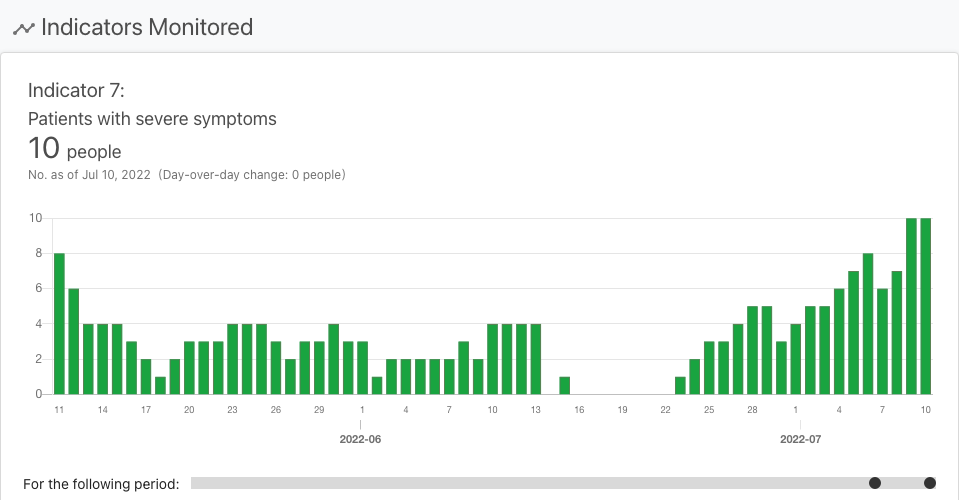 Indicators Monitored
Indicator 7:
Patients with severe symptoms
10 people
No. as of Jul 10, 2022 (Day-over-day change: 0 people)
10
8
6
4
2
0
11 14 17 20 23 26 29 1 4 7 10 13 16 19 22 25 28 1 4 7 10
2022-06 2022-07
For the following period: